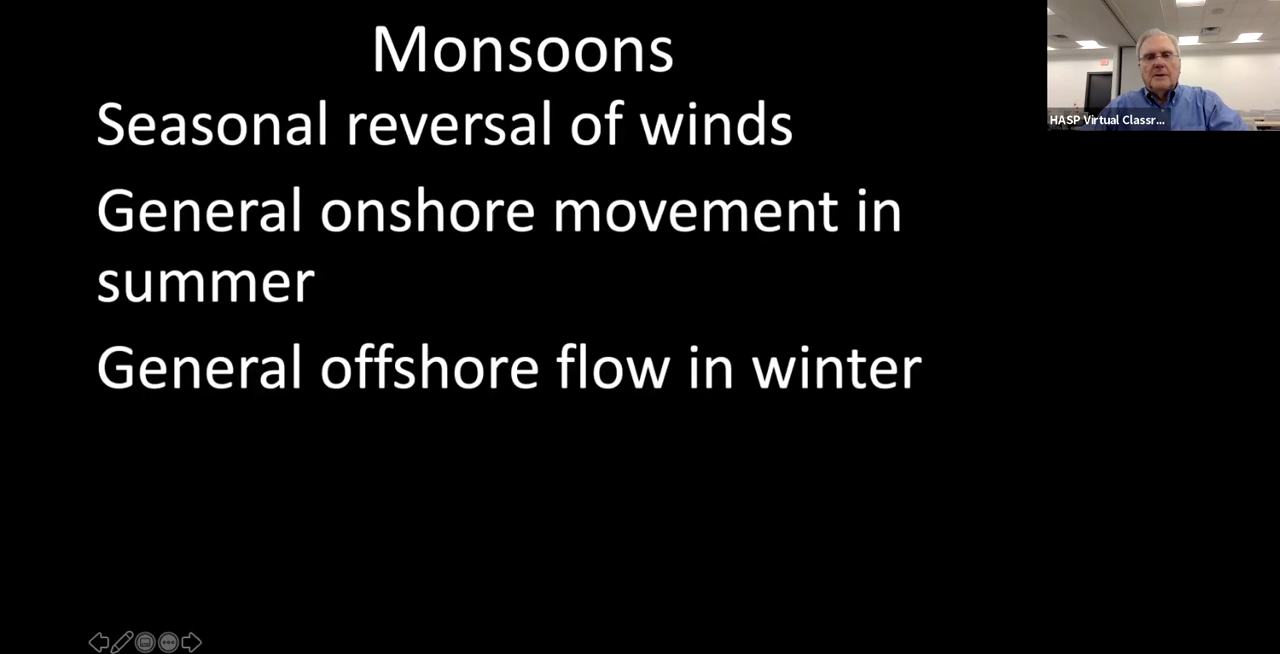 Monsoons
Seasonal reversal of winds
General onshore movement in
summer
General offshore flow in winter
HASP Virtual Classr...